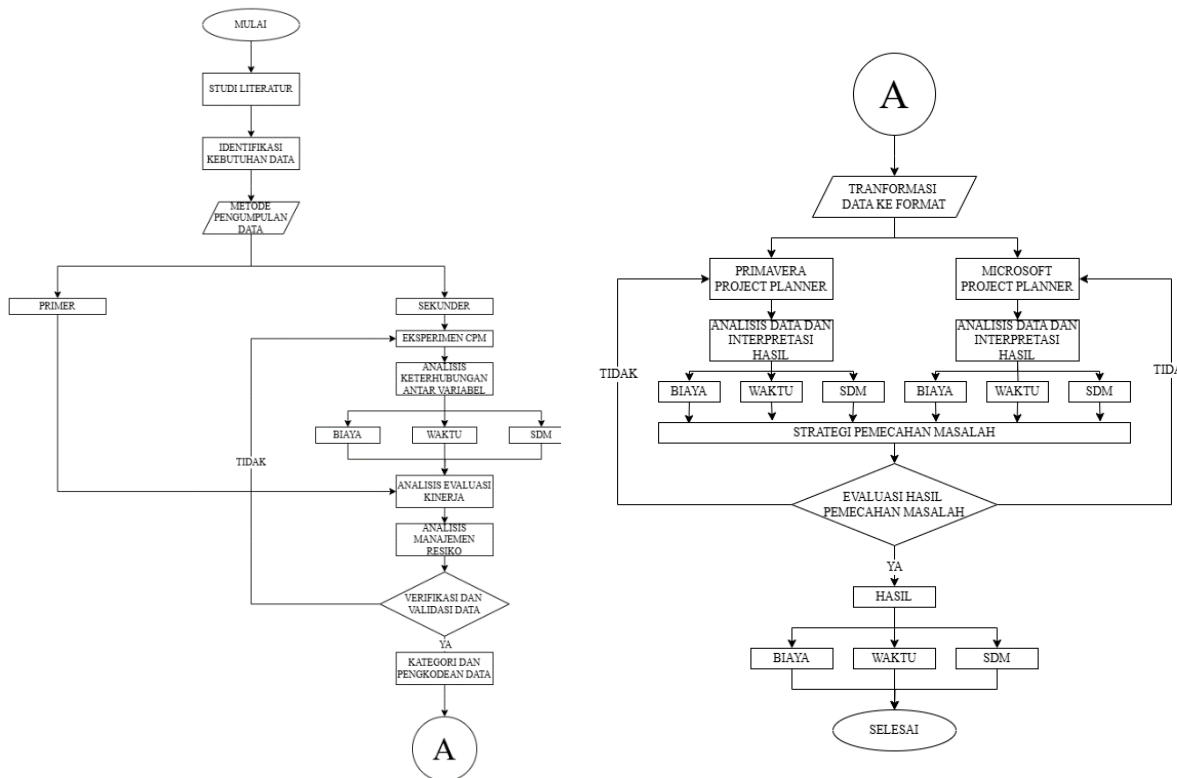 MULAI
STUDI LITERATUR
IDENTIFIKASI
KEBUTUHAN DATA
METODE
PENGUMPULAN
DATA
PRIMER
SEKUNDER
EKSPERIMEN CPM
ANALISIS
KETERHUBUNGAN
ANTAR VARIABEL
BIAYA
WAKTU
SDM
TIDAK
ANALISIS EVALUASI
KINERJA
ANALISIS
MANAJEMEN
RESIKO
VERIFIKASI DAN
VALIDASI DATA
YA
KATEGORI DAN
PENGKODEAN DATA
A
A
TRANFORMASI
DATA KE FORMAT
PRIMAVERA
PROJECT PLANNER
MICROSOFT
PROJECT PLANNER
ANALISIS DATA DAN
INTERPRETASI
HASIL
ANALISIS DATA DAN
INTERPRETASI
HASIL
TIDAK
TIDA
BIAYA
WAKTU
SDM
BIAYA
WAKTU
SDM
STRATEGI PEMECAHAN MASALAH
EVALUASI HASIL
PEMECAHAN MASALAH
YA
HASIL
BIAYA
WAKTU
SDM
SELESAI